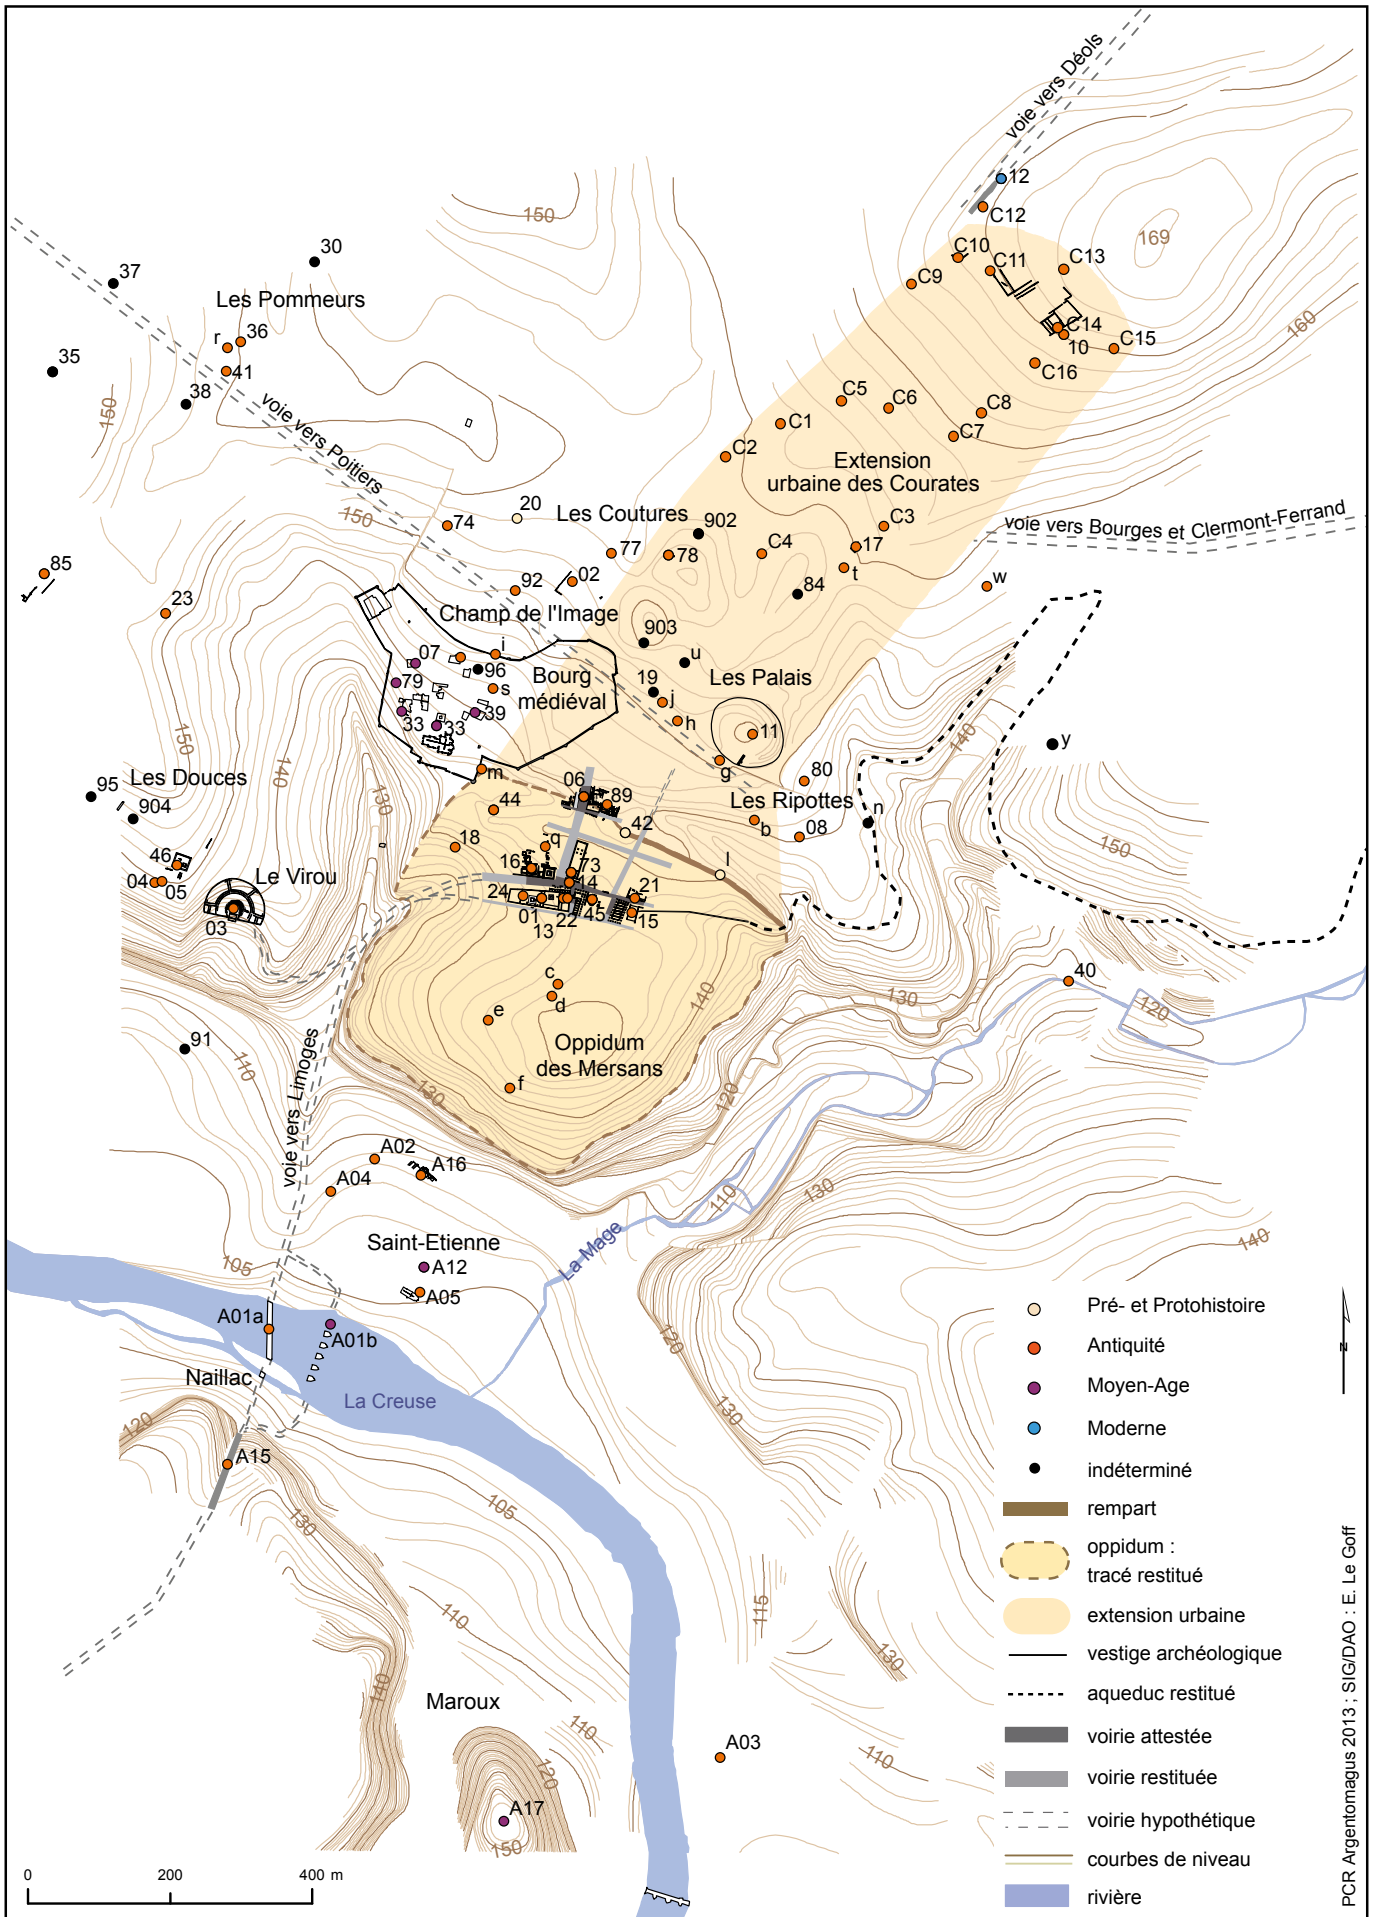 voie vers Déols
12
C12
150
169
C10
C11
C13
C9
30
37
Les Pommeurs
r
36
41
35
38
150
C14
10
C15
C16
160
C5
C6
C8
C1
C7
C2
voie vers Poitiers
Extension
urbaine des Courates
20
Les Coutures
902
74
150
77
78
C4
C3
17
t
voie vers Bourges et Clermont-Ferrand
85
23
92
02
84
w
Champ de l'Image
903
07
i
96
u
Bourg
médiéval
79
s
19
j
Les Palais
33
33
39
h
11
150
140
140
y
m
g
80
95
Les Douces
904
130
06
89
44
Les Ripottes
n
42
b
08
18
q
150
46
16
73
l
04
05
Le Virou
14
24
21
01
22
45
15
03
13
40
c
140
130
d
120
e
91
Oppidum
des Mersans
110
f
130
120
voie vers Limoges
A02
A16
A04
110
130
Saint-Etienne
La Mage
140
105
A12
A05
A01a
A01b
Naillac
La Creuse
120
120
130
A15
105
130
110
115
130
140
Maroux
110
A03
110
120
A17
150
Pré- et Protohistoire
Antiquité
Moyen-Age
Moderne
indéterminé
rempart
oppidum :
tracé restitué
extension urbaine
vestige archéologique
aqueduc restitué
voirie attestée
voirie restituée
voirie hypothétique
courbes de niveau
rivière
N
0 200 400 m
PCR Argentomagus 2013 ; SIG/DAO : E. Le Goff